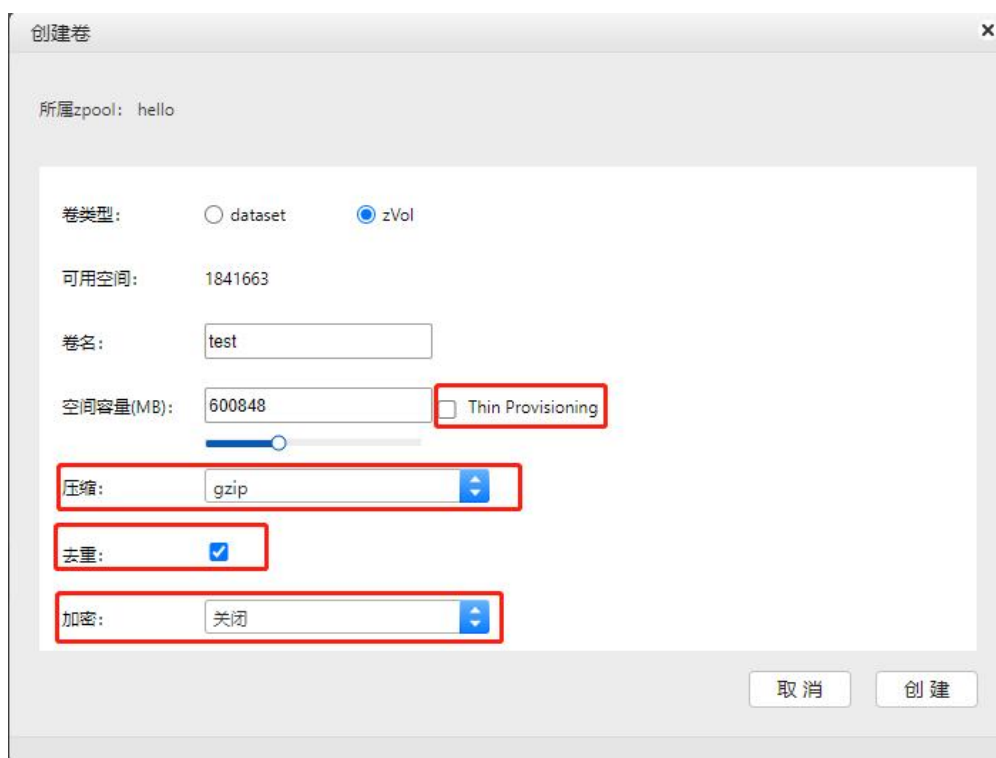 创建卷
所属zpool: hello
卷类型: dataset zVol
可用空间: 1841663
卷名: test
空间容量(MB): 600848 Thin Provisioning
压缩: gzip
去重:
加密: 关闭
取消 创建